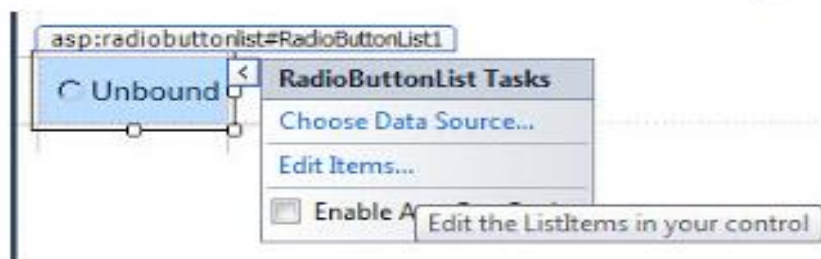 asp:radiobuttonlist#RadioButtonList1
Unbound
<
RadioButtonList Tasks
Choose Data Source...
Edit Items...
Enable
Edit the ListItems in your control